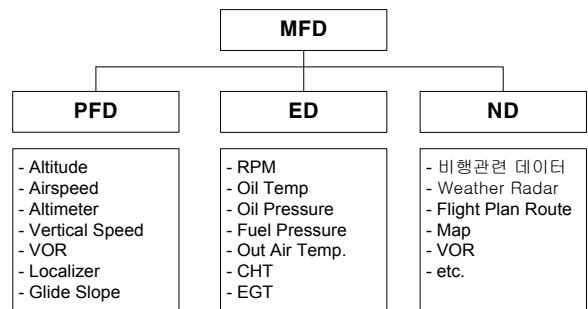 MFD
PFD
ED
ND
- Altitude
- Airspeed
- Altimeter
- Vertical Speed
- VOR
- Localizer
- Glide Slope
- RPM
- Oil Temp
- Oil Pressure
- Fuel Pressure
- Out Air Temp.
- CHT
- EGT
- 비행관련 데이터
- Weather Radar
- Flight Plan Route
- Map
- VOR
- etc.